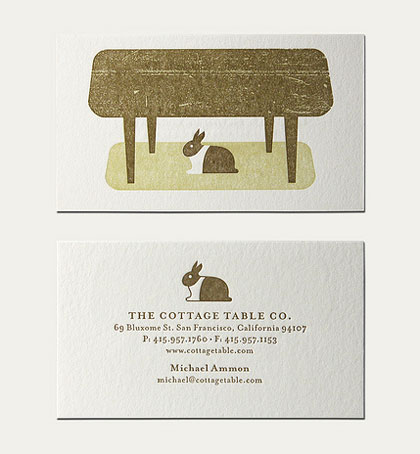 THE COTTAGE TABLE CO.
69 Bluxome St. San Francisco, California 94107
P: 415.957.1760 • F: 415.957.1153
www.cottagetable.com
Michael Ammon
michael@cottagetable.com